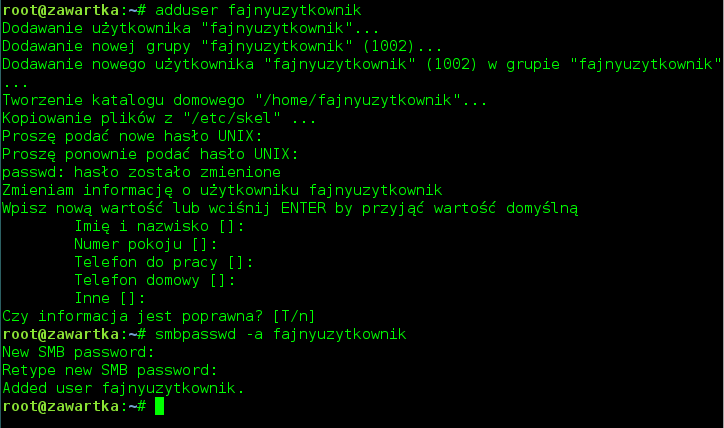 root@zawartka:~# adduser fajnyuzytkownik
Dodawanie użytkownika "fajnyuzytkownik"...
Dodawanie nowej grupy "fajnyuzytkownik" (1002)...
Dodawanie nowego użytkownika "fajnyuzytkownik" (1002) w grupie "fajnyuzytkownik"
...
Tworzenie katalogu domowego "/home/fajnyuzytkownik"...
Kopiowanie plików z "/etc/skel" ...
Proszę podać nowe hasło UNIX:
Proszę ponownie podać hasło UNIX:
passwd: hasło zostało zmienione
Zmieniam informację o użytkowniku fajnyuzytkownik
Wpisz nową wartość lub wciśnij ENTER by przyjąć wartość domyślną
        Imię i nazwisko []:
        Numer pokoju []:
        Telefon do pracy []:
        Telefon domowy []:
        Inne []:
Czy informacja jest poprawna? [T/n]
root@zawartka:~# smbpasswd -a fajnyuzytkownik
New SMB password:
Retype new SMB password:
Added user fajnyuzytkownik.
root@zawartka:~#